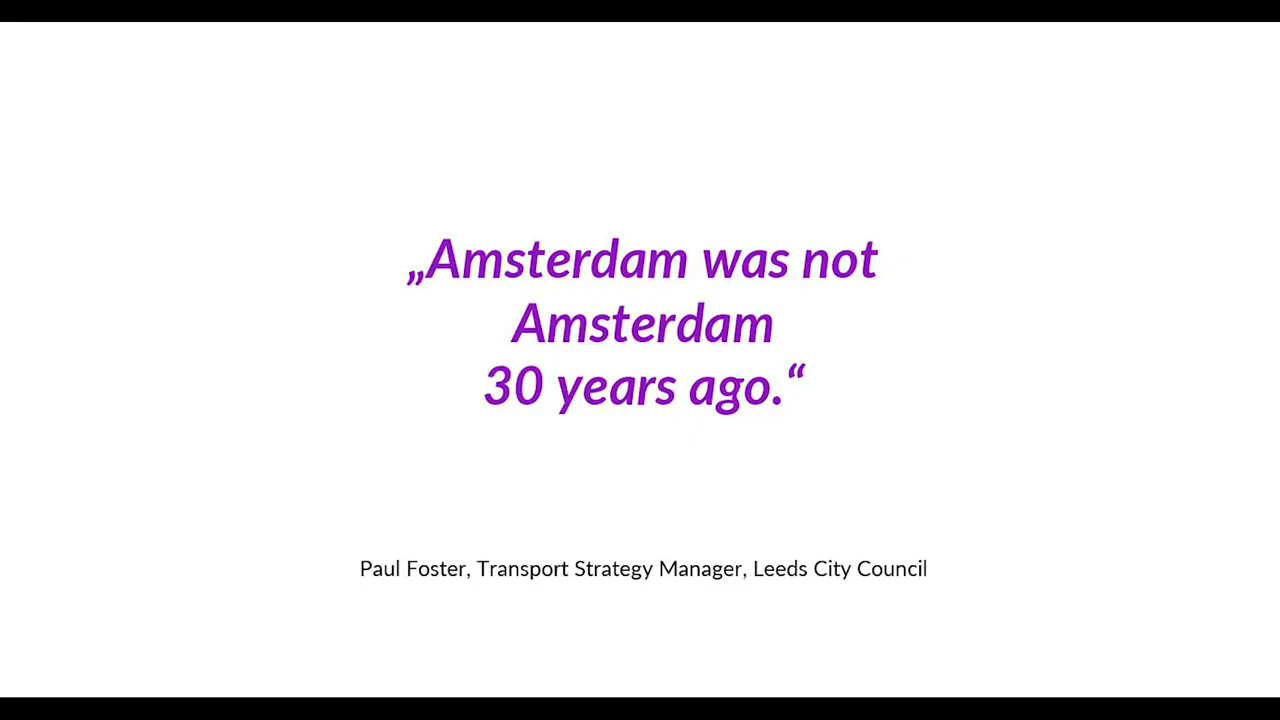 „Amsterdam was not
Amsterdam
30 years ago.“
Paul Foster, Transport Strategy Manager, Leeds City Council